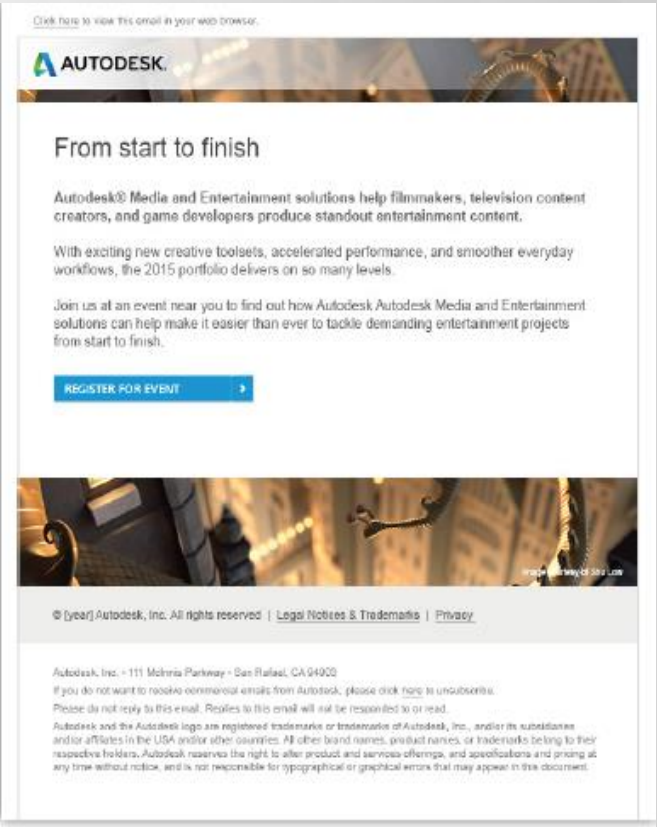 Click here to view this email in your web browser.
AUTODESK.
From start to finish
Autodesk® Media and Entertainment solutions help filmmakers, television content
creators, and game developers produce standout entertainment content.
With exciting new creative toolsets, accelerated performance, and smoother everyday
workflows, the 2015 portfolio delivers on so many levels.
Join us at an event near you to find out how Autodesk Autodesk Media and Entertainment
solutions can help make it easier than ever to tackle demanding entertainment projects
from start to finish.
REGISTER FOR EVENT
Image courtesy of Law
© [year] Autodesk, Inc. All rights reserved | Legal Notices & Trademarks | Privacy
Autodesk, Inc. - 111 McInnis Parkway - San Rafael, CA 94903
If you do not want to receive commercial emails from Autodesk, please click here to unsubscribe.
Please do not reply to this email. Replies to this email will not be responded to or read.
Autodesk and the Autodesk logo are registered trademarks or trademarks of Autodesk, Inc., and/or its subsidiaries
and/or affiliates in the USA and/or other countries. All other brand names, product names, or trademarks belong to their
respective holders. Autodesk reserves the right to alter product and services offerings, and specifications and pricing at
any time without notice, and is not responsible for typographical or graphical errors that may appear in this document.